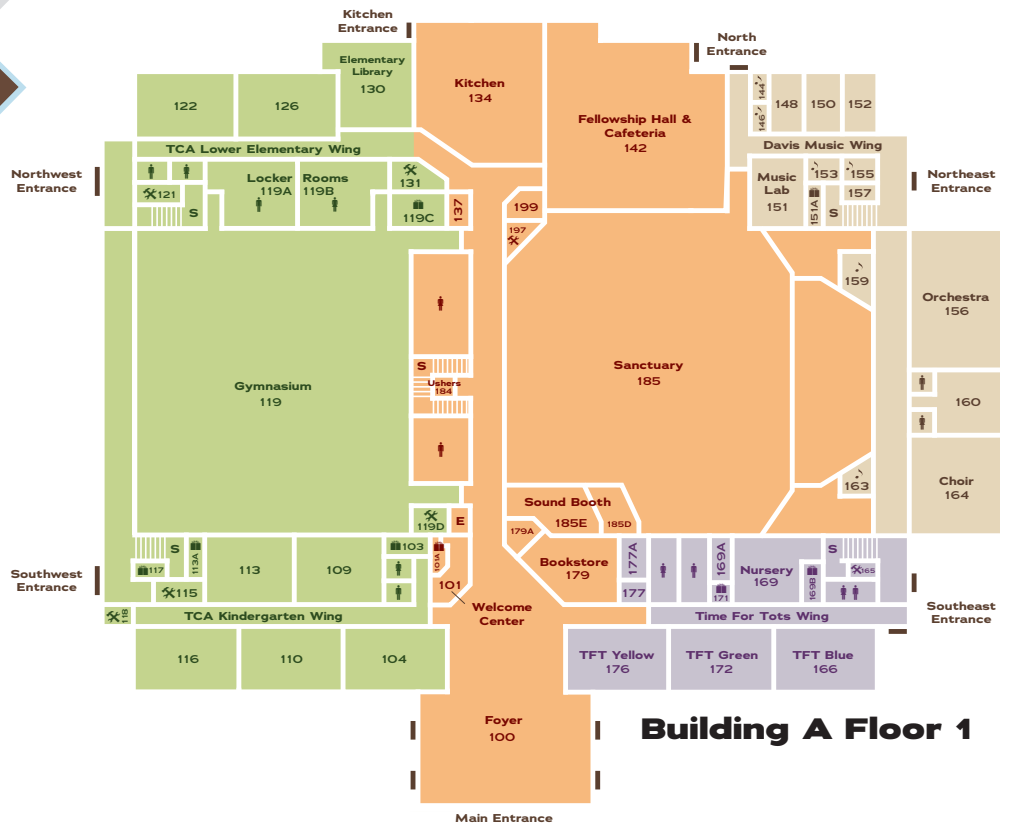 Kitchen
Entrance
North
Entrance
Elementary
Library
130
Kitchen
134
Fellowship Hall &
Cafeteria
142
122
126
144
146
148
150
152
TCA Lower Elementary Wing
Davis Music Wing
Northwest
Entrance
Northeast
Entrance
121
S
Locker Rooms
119A 119B
131
119C
137
199
197
Music
Lab
151
153
155
157
151A
S
159
Orchestra
156
Gymnasium
119
S
Ushers
184
Sanctuary
185
160
Choir
164
163
Sound Booth
185E
185D
179A
119D
E
Southwest
Entrance
117
S
113A
113
109
103
101A
101
115
118
Bookstore
179
177A
177
169A
171
Nursery
169
169B
S
165
Southeast
Entrance
TCA Kindergarten Wing
Welcome
Center
Time For Tots Wing
116
110
104
TFT Yellow
176
TFT Green
172
TFT Blue
166
Foyer
100
Building A Floor 1
Main Entrance